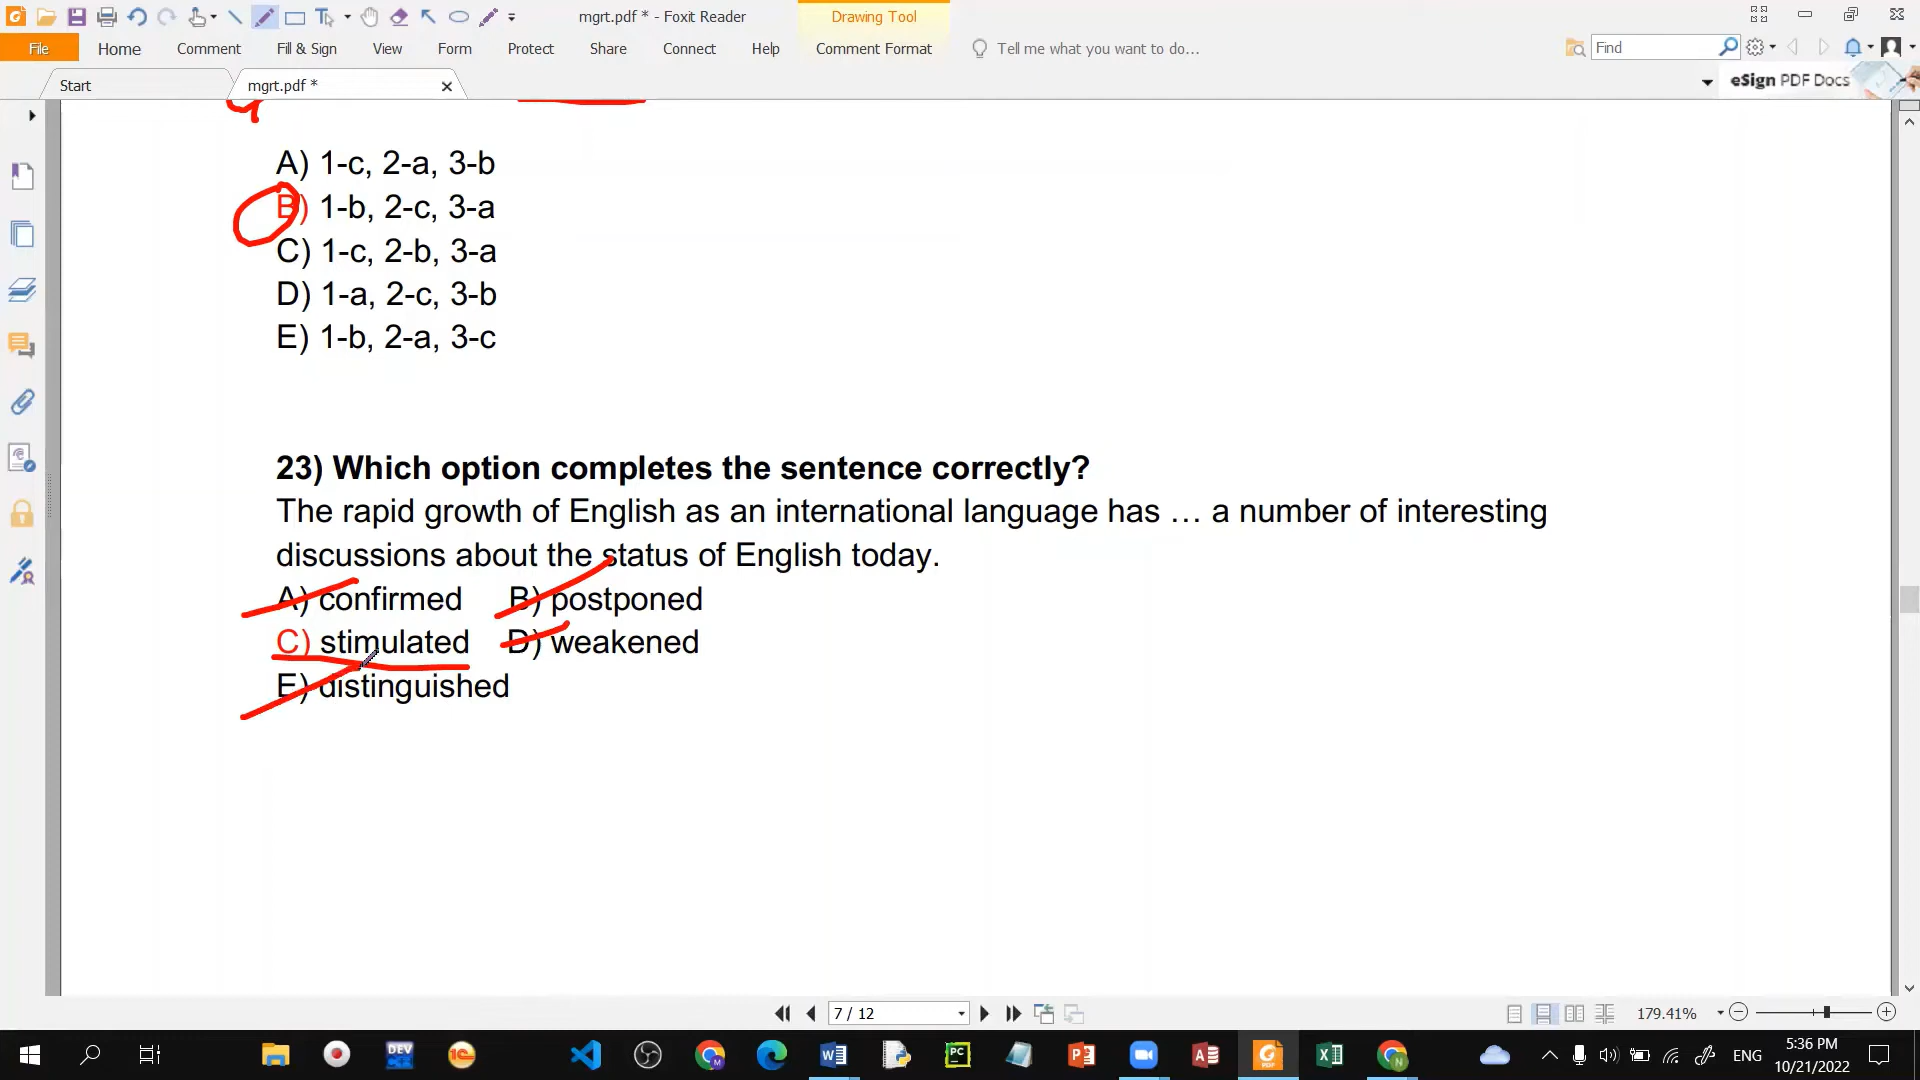 mgrt.pdf * - Foxit Reader
Drawing Tool
File
Home
Comment
Fill & Sign
View
Form
Protect
Share
Connect
Help
Comment Format
Tell me what you want to do...
Find
Start
mgrt.pdf *
eSign PDF Docs
A) 1-c, 2-a, 3-b
B) 1-b, 2-c, 3-a
C) 1-c, 2-b, 3-a
D) 1-a, 2-c, 3-b
E) 1-b, 2-a, 3-c
23) Which option completes the sentence correctly?
The rapid growth of English as an international language has … a number of interesting
discussions about the status of English today.
A) confirmed B) postponed
C) stimulated D) weakened
E) distinguished
7 / 12
179.41%
ENG
5:36 PM
10/21/2022